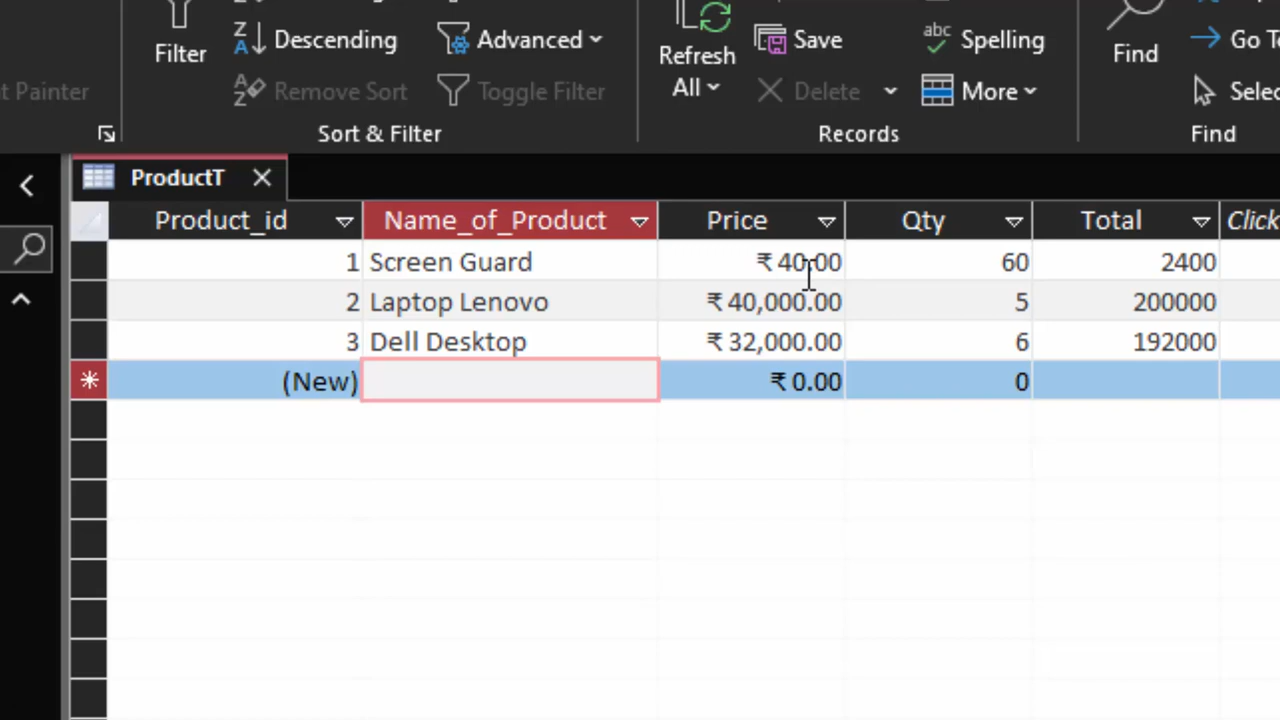 Filter
Descending
Remove Sort
Advanced
Toggle Filter
Sort & Filter
Refresh
All
Save
Delete
Spelling
More
Records
Find
Go To
Find
t Painter
ProductT
Product_id Name_of_Product Price Qty Total Click
1 Screen Guard ₹ 40.00 60 2400
2 Laptop Lenovo ₹ 40,000.00 5 200000
3 Dell Desktop ₹ 32,000.00 6 192000
(New) ₹ 0.00 0